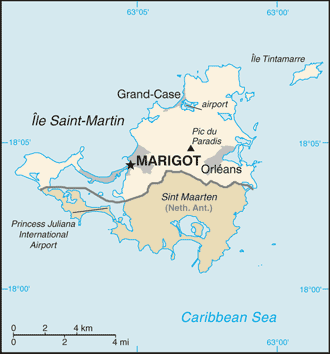 63°05'
63°00'
Île Tintamarre
Grand-Case
airport
Île Saint-Martin
Pic du
Paradis
18°05'
18°05'
MARIGOT
Orléans
Sint Maarten
(Neth. Ant.)
Princess Juliana
International
Airport
18°00'
18°00'
Caribbean Sea
0 2 4 km
0 2 4 mi
63°05'
63°00'